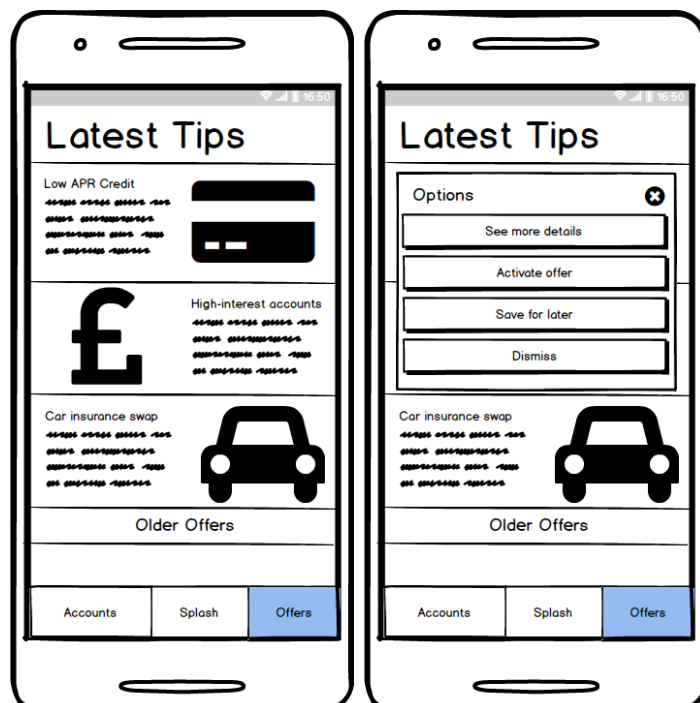 16:50
Latest Tips
Low APR Credit
£
High-interest accounts
Car insurance swap
Older Offers
Accounts
Splash
Offers
16:50
Latest Tips
Options
See more details
Activate offer
Save for later
Dismiss
Car insurance swap
Older Offers
Accounts
Splash
Offers